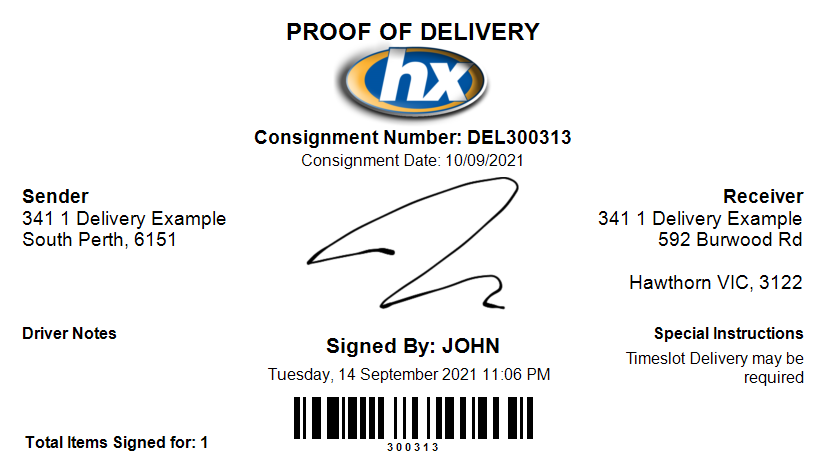 PROOF OF DELIVERY
hx
Consignment Number: DEL300313
Consignment Date: 10/09/2021
Sender
341 1 Delivery Example
South Perth, 6151
Receiver
341 1 Delivery Example
592 Burwood Rd
Hawthorn VIC, 3122
Driver Notes
Signed By: JOHN
Tuesday, 14 September 2021 11:06 PM
Special Instructions
Timeslot Delivery may be
required
Total Items Signed for: 1
300313